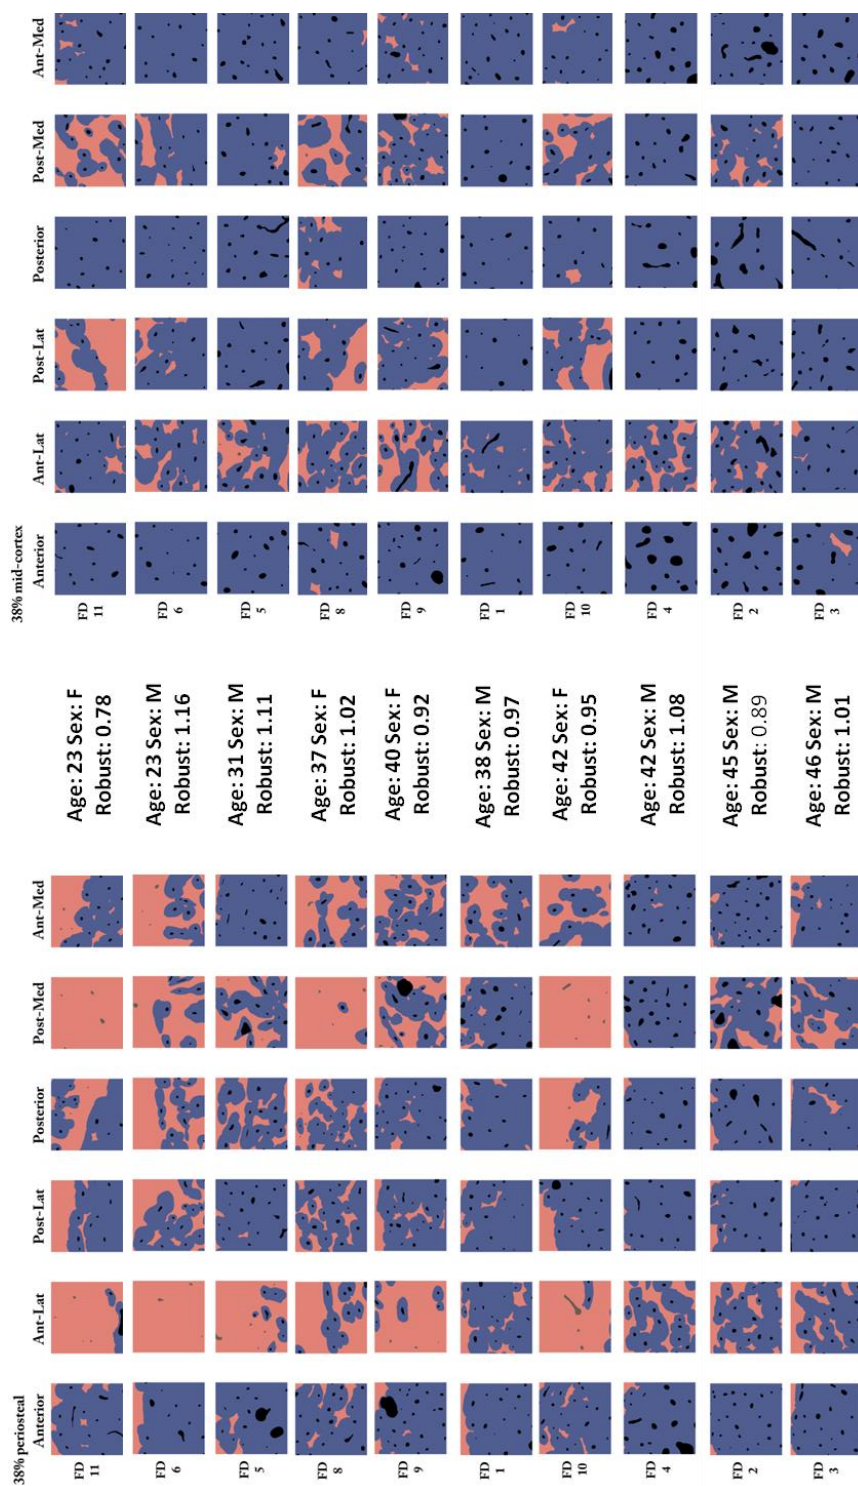 38% periosteal
Anterior Ant-Lat Post-Lat Posterior Post-Med Ant-Med
FD
11
FD
6
FD
5
FD
8
FD
9
FD
1
FD
10
FD
4
FD
2
FD
3
Age: 23 Sex: F
Robust: 0.78
Age: 23 Sex: M
Robust: 1.16
Age: 31 Sex: M
Robust: 1.11
Age: 37 Sex: F
Robust: 1.02
Age: 40 Sex: F
Robust: 0.92
Age: 38 Sex: M
Robust: 0.97
Age: 42 Sex: F
Robust: 0.95
Age: 42 Sex: M
Robust: 1.08
Age: 45 Sex: M
Robust: 0.89
Age: 46 Sex: M
Robust: 1.01
38% mid-cortex
Anterior Ant-Lat Post-Lat Posterior Post-Med Ant-Med
FD
11
FD
6
FD
5
FD
8
FD
9
FD
1
FD
10
FD
4
FD
2
FD
3